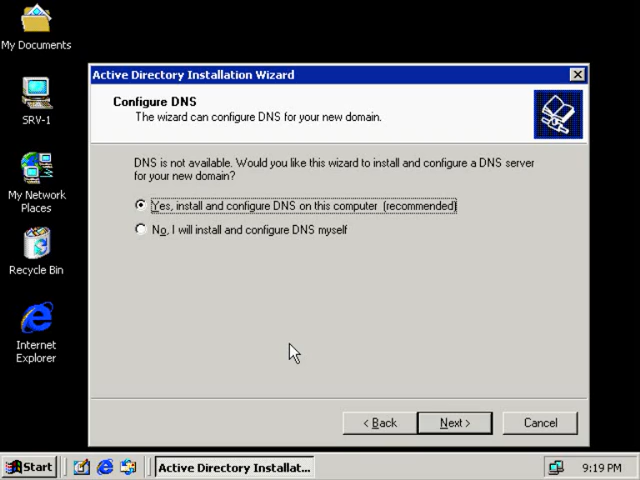 My Documents
SRV-1
My Network
Places
Recycle Bin
Internet
Explorer
Active Directory Installation Wizard
Configure DNS
The wizard can configure DNS for your new domain.
DNS is not available. Would you like this wizard to install and configure a DNS server
for your new domain?
Yes, install and configure DNS on this computer (recommended)
No, I will install and configure DNS myself
< Back
Next >
Cancel
Start
Active Directory Installat...
9:19 PM